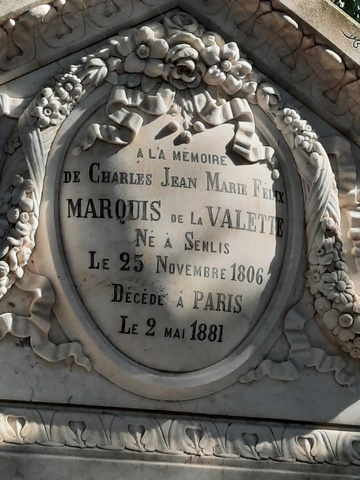 A LA MÉMOIRE
DE CHARLES JEAN MARIE FELIX
MARQUIS DE LA VALETTE
NÉ À SENLIS
LE 25 NOVEMBRE 1806
DÉCÉDÉ À PARIS
LE 2 MAI 1881